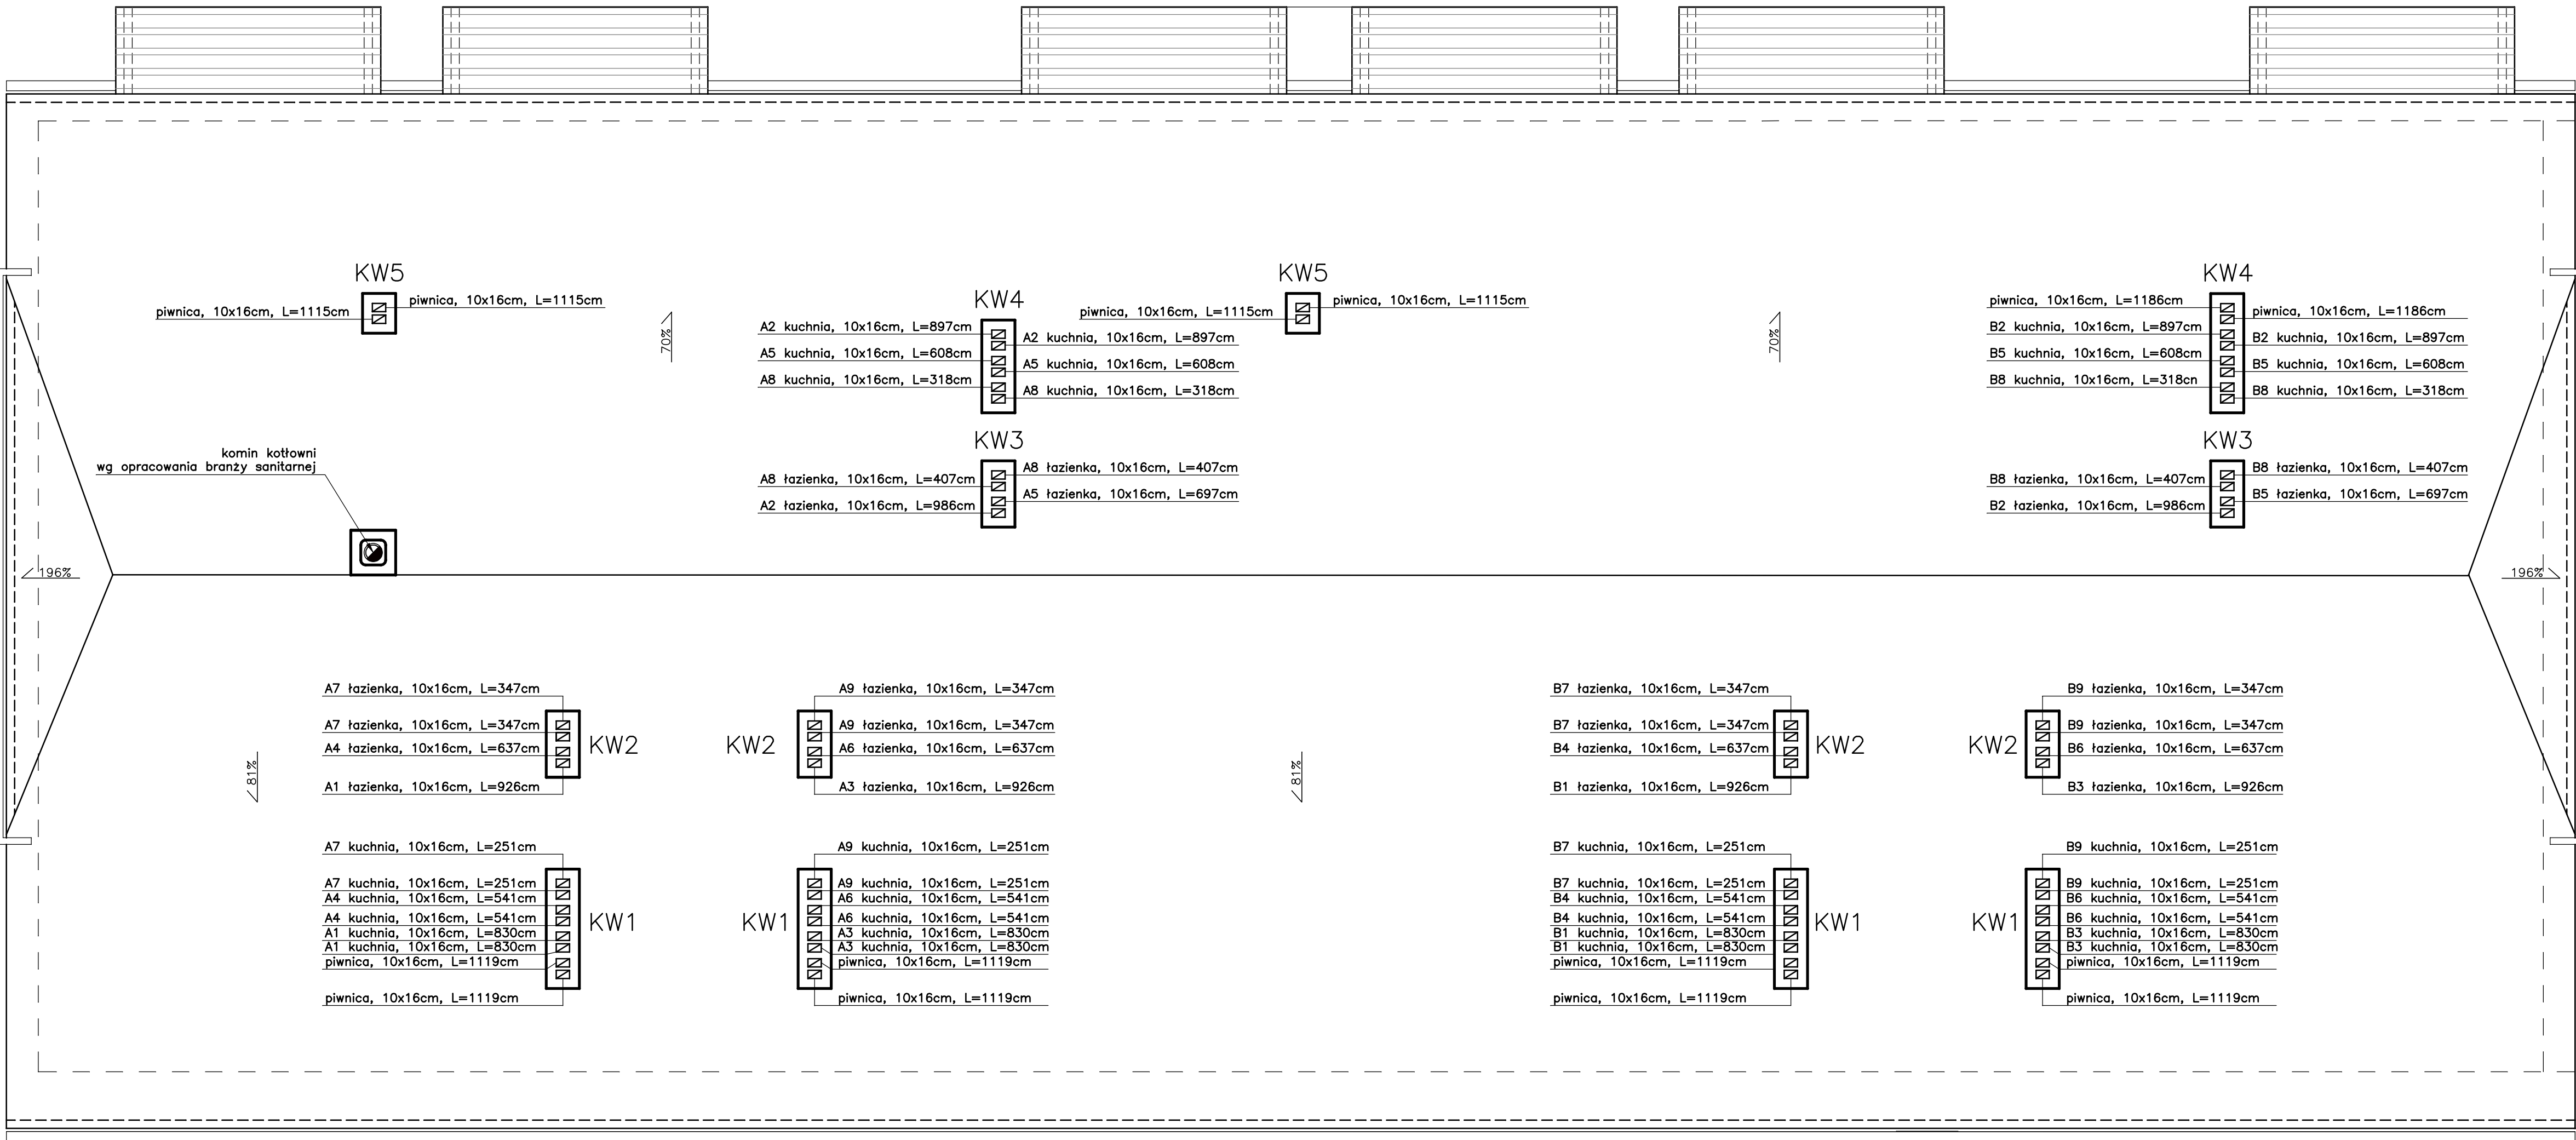 KW5
piwnica, 10x16cm, L=1115cm
piwnica, 10x16cm, L=1115cm
70%
KW4
A2 kuchnia, 10x16cm, L=897cm
A2 kuchnia, 10x16cm, L=897cm
A5 kuchnia, 10x16cm, L=608cm
A5 kuchnia, 10x16cm, L=608cm
A8 kuchnia, 10x16cm, L=318cm
A8 kuchnia, 10x16cm, L=318cm
KW5
piwnica, 10x16cm, L=1115cm
piwnica, 10x16cm, L=1115cm
70%
KW4
piwnica, 10x16cm, L=1186cm
piwnica, 10x16cm, L=1186cm
B2 kuchnia, 10x16cm, L=897cm
B2 kuchnia, 10x16cm, L=897cm
B5 kuchnia, 10x16cm, L=608cm
B5 kuchnia, 10x16cm, L=608cm
B8 kuchnia, 10x16cm, L=318cn
B8 kuchnia, 10x16cm, L=318cm
KW3
A8 łazienka, 10x16cm, L=407cm
A8 łazienka, 10x16cm, L=407cm
A5 łazienka, 10x16cm, L=697cm
A2 łazienka, 10x16cm, L=986cm
KW3
B8 łazienka, 10x16cm, L=407cm
B8 łazienka, 10x16cm, L=407cm
B5 łazienka, 10x16cm, L=697cm
B2 łazienka, 10x16cm, L=986cm
komin kotłowni
wg opracowania branży sanitarnej
196%
196%
A7 łazienka, 10x16cm, L=347cm
A7 łazienka, 10x16cm, L=347cm
A4 łazienka, 10x16cm, L=637cm
A1 łazienka, 10x16cm, L=926cm
KW2
KW2
A9 łazienka, 10x16cm, L=347cm
A9 łazienka, 10x16cm, L=347cm
A6 łazienka, 10x16cm, L=637cm
A3 łazienka, 10x16cm, L=926cm
B7 łazienka, 10x16cm, L=347cm
B7 łazienka, 10x16cm, L=347cm
B4 łazienka, 10x16cm, L=637cm
B1 łazienka, 10x16cm, L=926cm
KW2
KW2
B9 łazienka, 10x16cm, L=347cm
B9 łazienka, 10x16cm, L=347cm
B6 łazienka, 10x16cm, L=637cm
B3 łazienka, 10x16cm, L=926cm
81%
81%
A7 kuchnia, 10x16cm, L=251cm
A7 kuchnia, 10x16cm, L=251cm
A4 kuchnia, 10x16cm, L=541cm
A4 kuchnia, 10x16cm, L=541cm
A1 kuchnia, 10x16cm, L=830cm
A1 kuchnia, 10x16cm, L=830cm
piwnica, 10x16cm, L=1119cm
piwnica, 10x16cm, L=1119cm
KW1
KW1
A9 kuchnia, 10x16cm, L=251cm
A9 kuchnia, 10x16cm, L=251cm
A6 kuchnia, 10x16cm, L=541cm
A6 kuchnia, 10x16cm, L=541cm
A3 kuchnia, 10x16cm, L=830cm
A3 kuchnia, 10x16cm, L=830cm
piwnica, 10x16cm, L=1119cm
piwnica, 10x16cm, L=1119cm
B7 kuchnia, 10x16cm, L=251cm
B7 kuchnia, 10x16cm, L=251cm
B4 kuchnia, 10x16cm, L=541cm
B4 kuchnia, 10x16cm, L=541cm
B1 kuchnia, 10x16cm, L=830cm
B1 kuchnia, 10x16cm, L=830cm
piwnica, 10x16cm, L=1119cm
piwnica, 10x16cm, L=1119cm
KW1
KW1
B9 kuchnia, 10x16cm, L=251cm
B9 kuchnia, 10x16cm, L=251cm
B6 kuchnia, 10x16cm, L=541cm
B6 kuchnia, 10x16cm, L=541cm
B3 kuchnia, 10x16cm, L=830cm
B3 kuchnia, 10x16cm, L=830cm
piwnica, 10x16cm, L=1119cm
piwnica, 10x16cm, L=1119cm